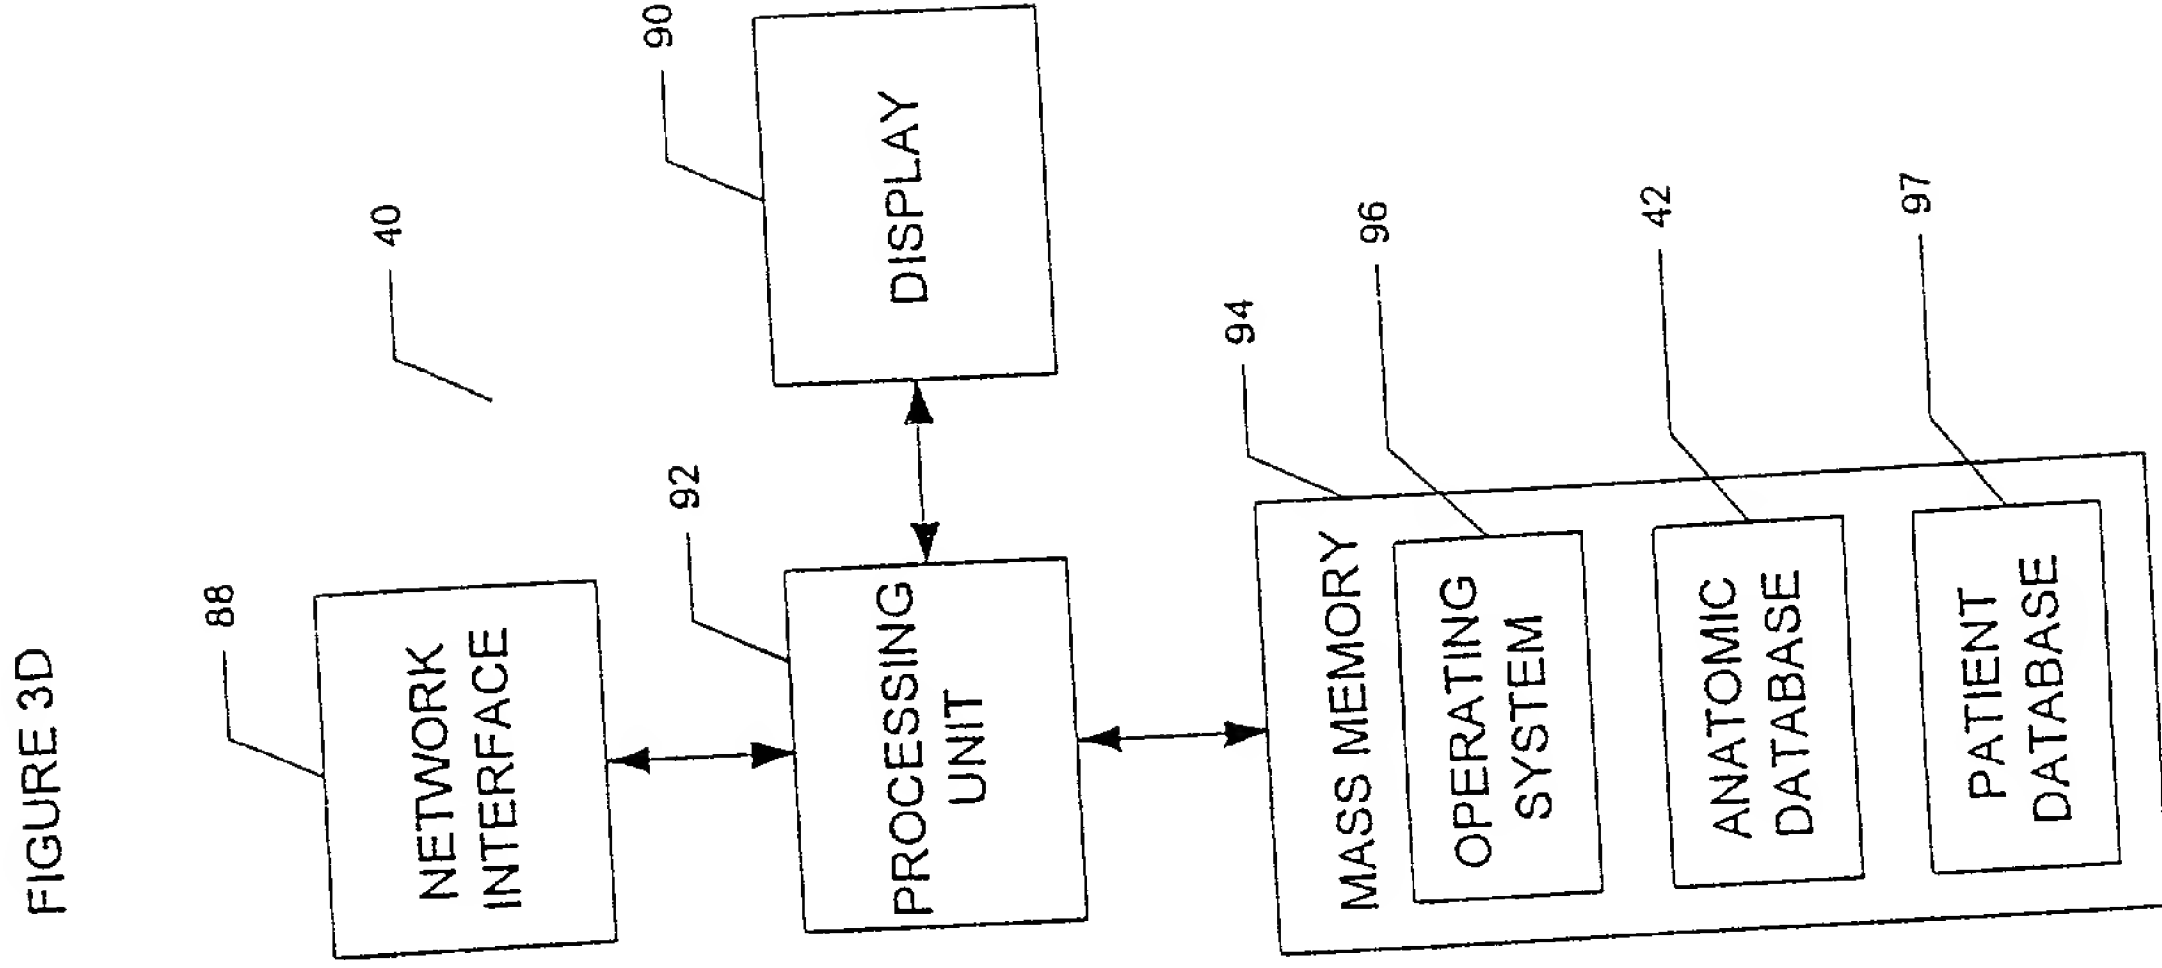 FIGURE 3D
88
NETWORK
INTERFACE
40
92
PROCESSING
UNIT
90
DISPLAY
94
MASS MEMORY
96
OPERATING
SYSTEM
42
ANATOMIC
DATABASE
97
PATIENT
DATABASE